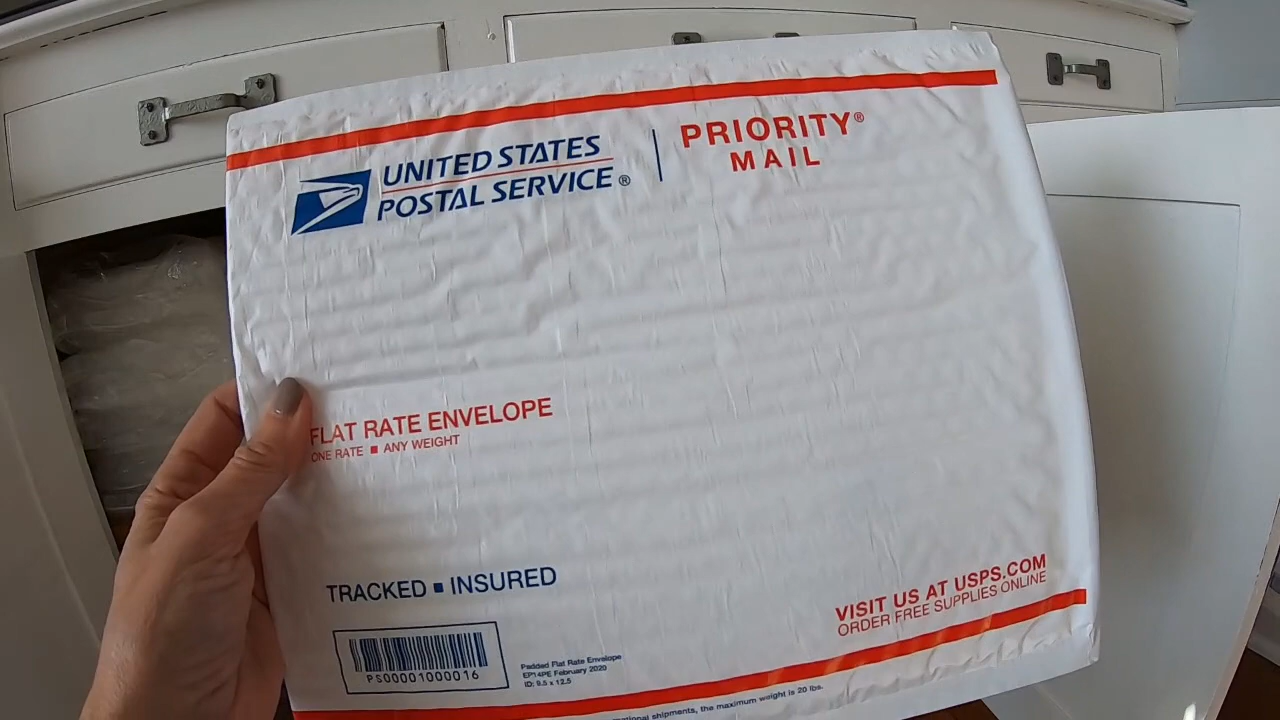 UNITED STATES
POSTAL SERVICE®
PRIORITY®
MAIL
FLAT RATE ENVELOPE
ONE RATE ■ ANY WEIGHT
TRACKED ■ INSURED
PS00001000016
Padded Flat Rate Envelope
EP14PE February 2020
ID: 9.5 x 12.5
VISIT US AT USPS.COM
ORDER FREE SUPPLIES ONLINE
shipments, the maximum weight is 20 lbs.